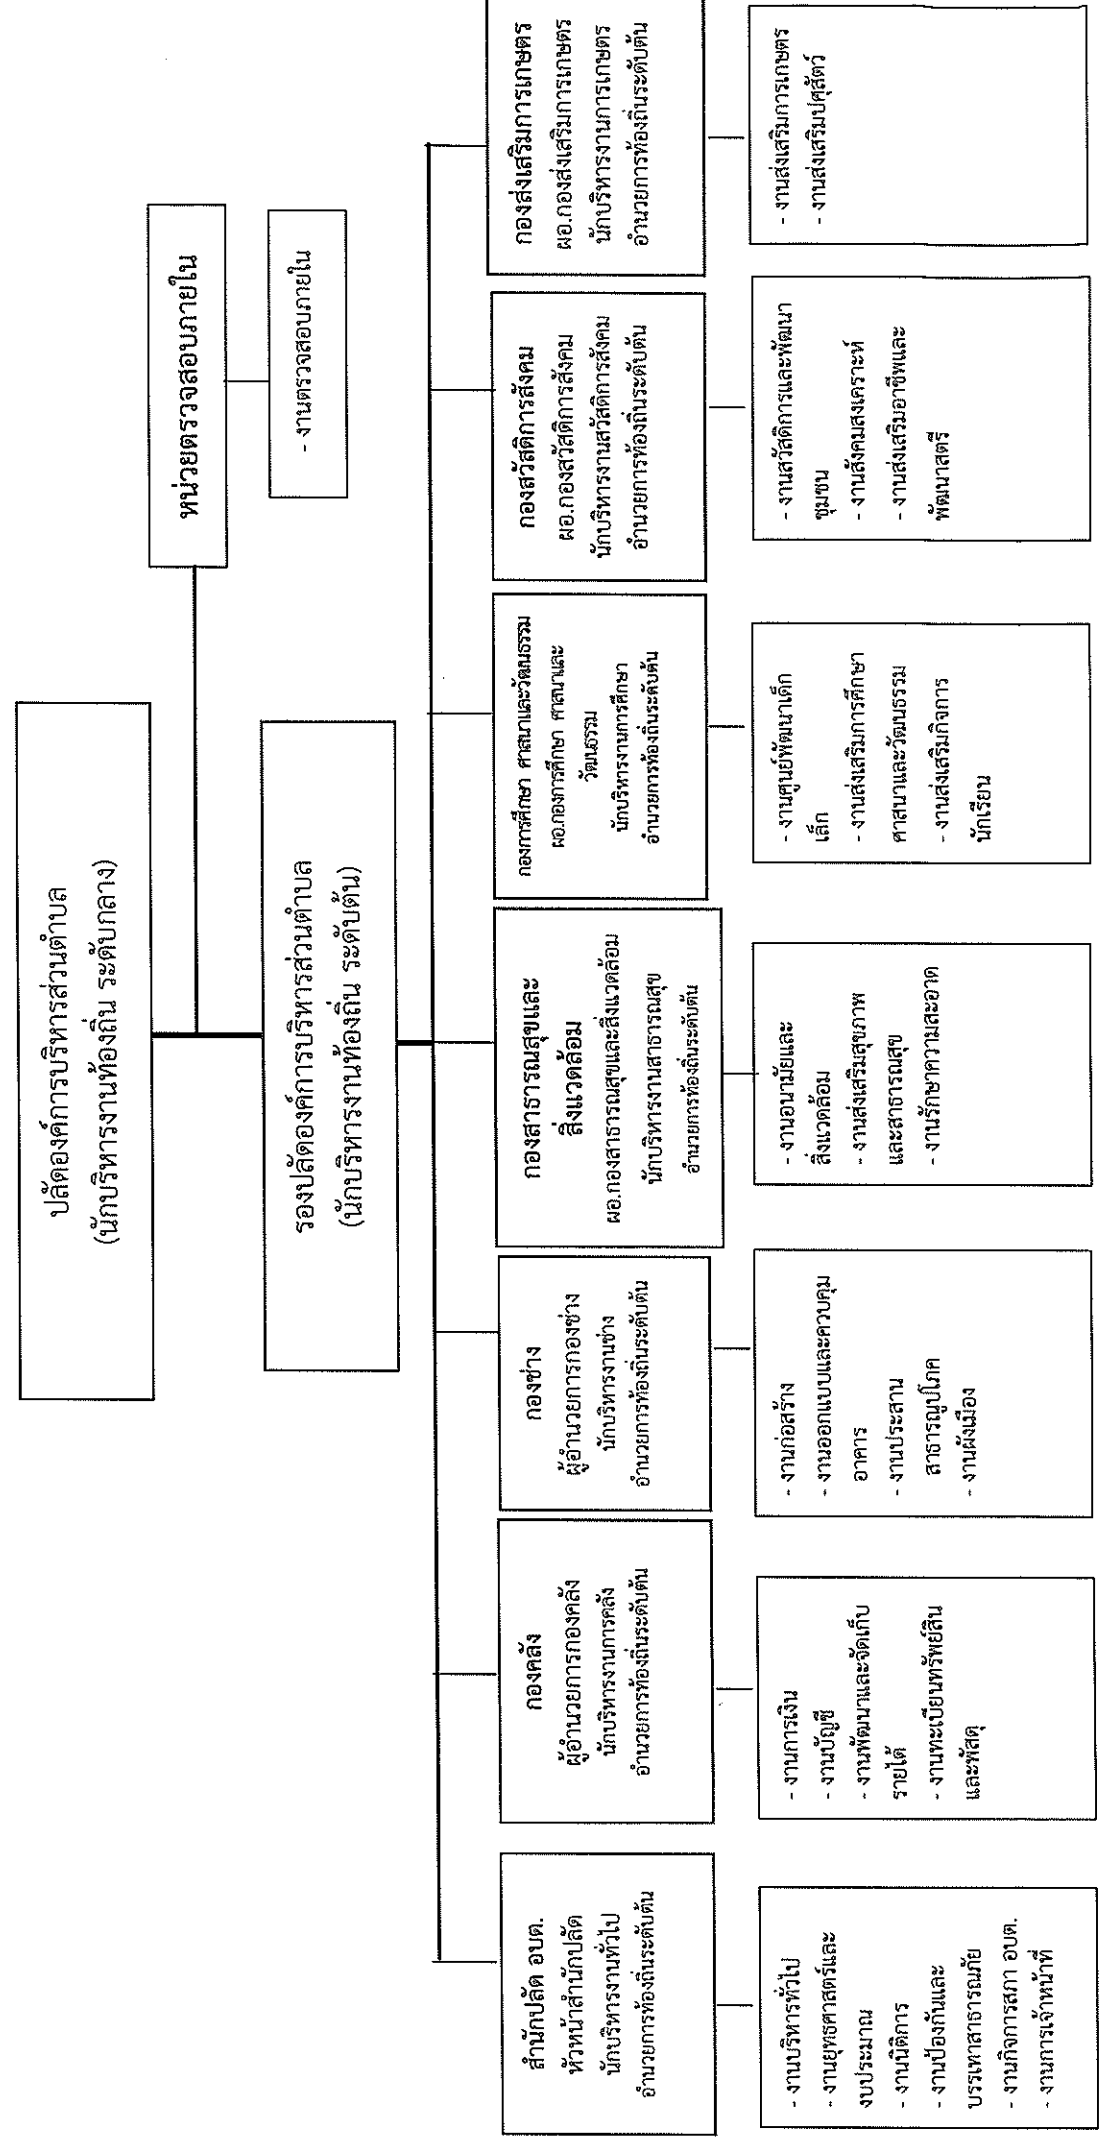 ปลัดองค์การบริหารส่วนตำบล
(นักบริหารงานท้องถิ่น ระดับกลาง)
หน่วยตรวจสอบภายใน
- งานตรวจสอบภายใน
รองปลัดองค์การบริหารส่วนตำบล
(นักบริหารงานท้องถิ่น ระดับต้น)
สำนักปลัด อบต.
หัวหน้าสำนักปลัด
นักบริหารงานทั่วไป
อำนวยการท้องถิ่นระดับต้น
กองคลัง
ผู้อำนวยการกองคลัง
นักบริหารงานการคลัง
อำนวยการท้องถิ่นระดับต้น
กองช่าง
ผู้อำนวยการกองช่าง
นักบริหารงานช่าง
อำนวยการท้องถิ่นระดับต้น
กองสาธารณสุขและ
สิ่งแวดล้อม
ผอ.กองสาธารณสุขและสิ่งแวดล้อม
นักบริหารงานสาธารณสุข
อำนวยการท้องถิ่นระดับต้น
กองการศึกษา ศาสนาและวัฒนธรรม
ผอ.กองการศึกษา ศาสนาและ
วัฒนธรรม
นักบริหารงานการศึกษา
อำนวยการท้องถิ่นระดับต้น
กองสวัสดิการสังคม
ผอ.กองสวัสดิการสังคม
นักบริหารงานสวัสดิการสังคม
อำนวยการท้องถิ่นระดับต้น
กองส่งเสริมการเกษตร
ผอ.กองส่งเสริมการเกษตร
นักบริหารงานการเกษตร
อำนวยการท้องถิ่นระดับต้น
- งานบริหารทั่วไป
- งานยุทธศาสตร์และ
งบประมาณ
- งานนิติการ
- งานป้องกันและ
บรรเทาสาธารณภัย
- งานกิจการสภา อบต.
- งานการเจ้าหน้าที่
- งานการเงิน
- งานบัญชี
- งานพัฒนาและจัดเก็บ
รายได้
- งานทะเบียนทรัพย์สิน
และพัสดุ
- งานก่อสร้าง
- งานออกแบบและควบคุม
อาคาร
- งานประสาน
สาธารณูปโภค
- งานผังเมือง
- งานอนามัยและ
สิ่งแวดล้อม
- งานส่งเสริมสุขภาพ
และสาธารณสุข
- งานรักษาความสะอาด
- งานศูนย์พัฒนาเด็ก
เล็ก
- งานส่งเสริมการศึกษา
ศาสนาและวัฒนธรรม
- งานส่งเสริมกิจการ
นักเรียน
- งานสวัสดิการและพัฒนา
ชุมชน
- งานสังคมสงเคราะห์
- งานส่งเสริมอาชีพและ
พัฒนาสตรี
- งานส่งเสริมการเกษตร
- งานส่งเสริมปศุสัตว์